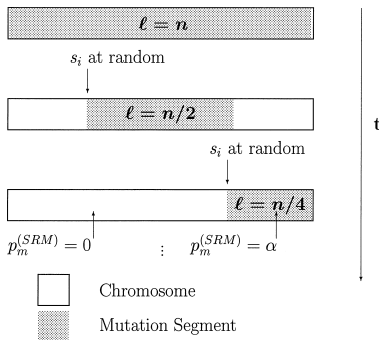 ℓ = n
s_i at random
ℓ = n/2
s_i at random
ℓ = n/4
p_m^{(SRM)} = 0 ⋮ p_m^{(SRM)} = α
t
Chromosome
Mutation Segment